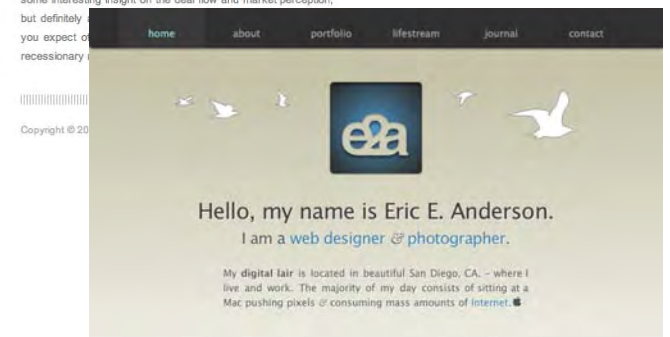 some interesting insight on the deal flow and market perception,
but definitely
you expect of
recessionary
Copyright © 20
home about portfolio lifestream journal contact
e2a
Hello, my name is Eric E. Anderson.
I am a web designer & photographer.
My digital lair is located in beautiful San Diego, CA. – where I
live and work. The majority of my day consists of sitting at a
Mac pushing pixels & consuming mass amounts of internet.